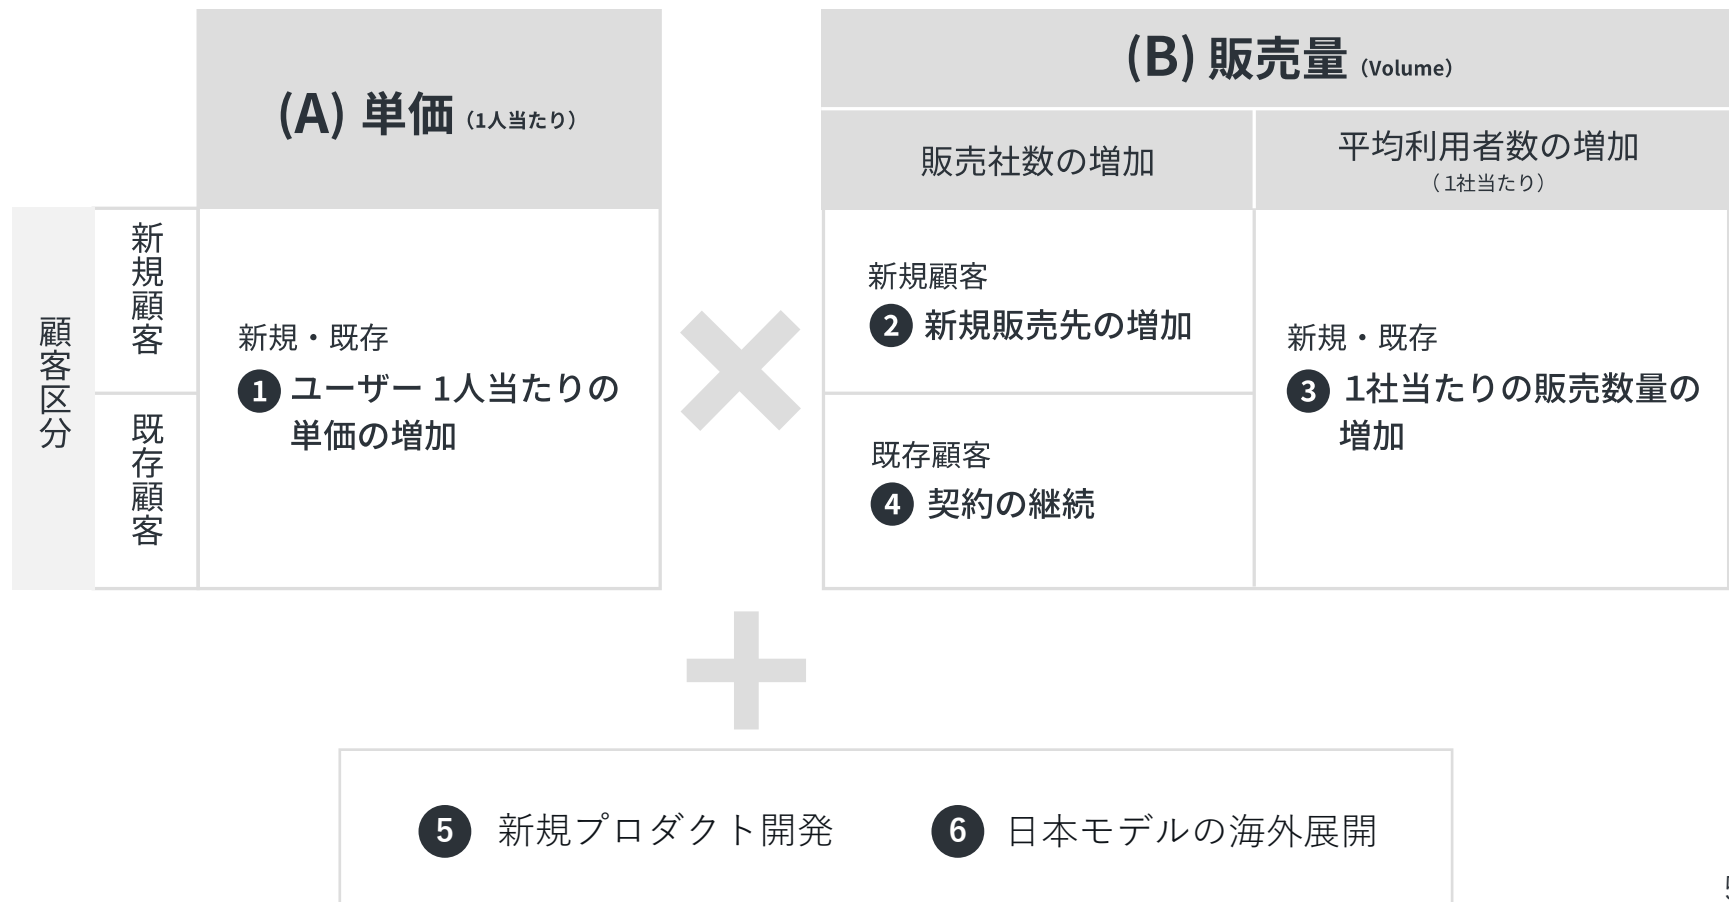 (A) 単価（1人当たり）
(B) 販売量（Volume）
販売社数の増加
平均利用者数の増加
（１社当たり）
顧客区分
新規顧客
既存顧客
新規・既存
1 ユーザー 1人当たりの
単価の増加
新規顧客
2 新規販売先の増加
既存顧客
4 契約の継続
新規・既存
3 1社当たりの販売数量の
増加
5 新規プロダクト開発
6 日本モデルの海外展開